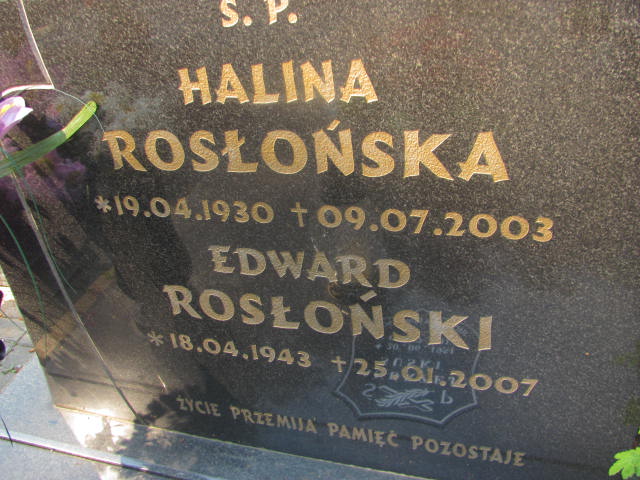 Ś. P.
HALINA
ROSŁOŃSKA
*19.04.1930 † 09.07.2003
EDWARD
ROSŁOŃSKI
*18.04.1943 † 25.01.2007
ŻYCIE PRZEMIJA PAMIĘĆ POZOSTAJE